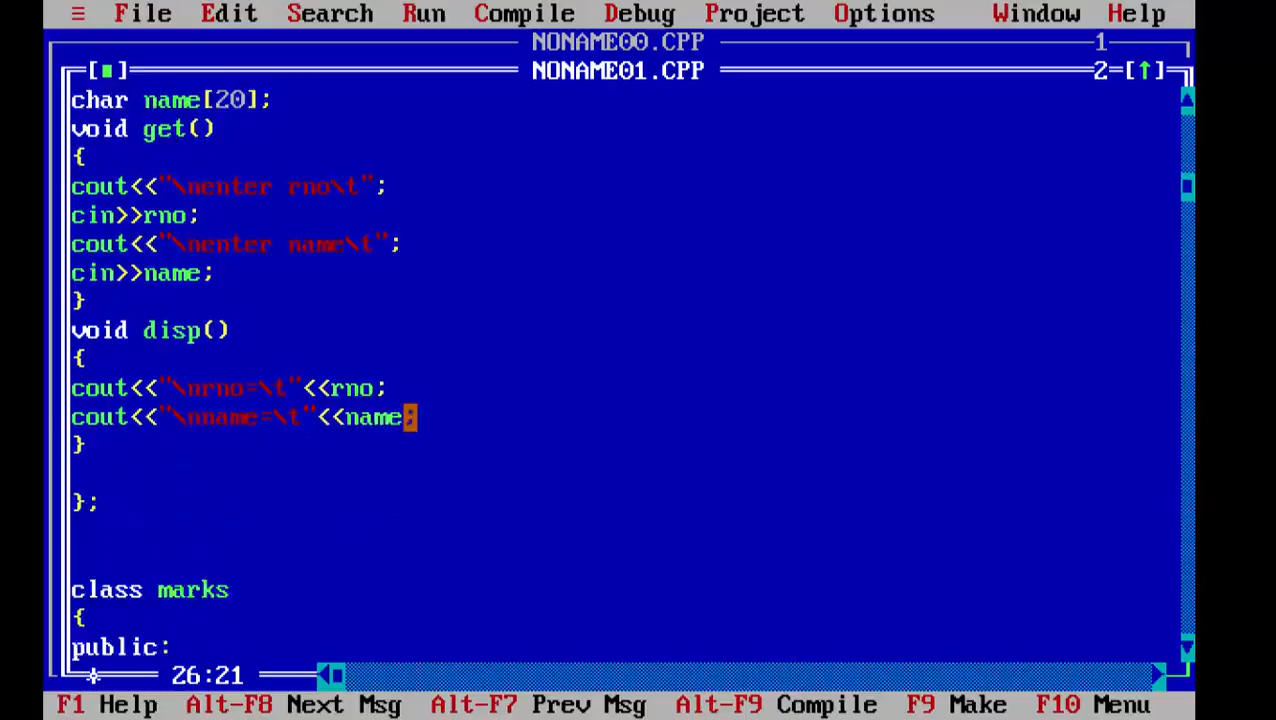 ≡ File Edit Search Run Compile Debug Project Options Window Help
NONAME00.CPP 1
[■] NONAME01.CPP 2=[↑]
char name[20];
void get()
{
cout<<"\nenter rno\t";
cin>>rno;
cout<<"\nenter name\t";
cin>>name;
}
void disp()
{
cout<<"\nrno=\t"<<rno;
cout<<"\nname=\t"<<name;
}
};
class marks
{
public:
26:21
F1 Help Alt-F8 Next Msg Alt-F7 Prev Msg Alt-F9 Compile F9 Make F10 Menu